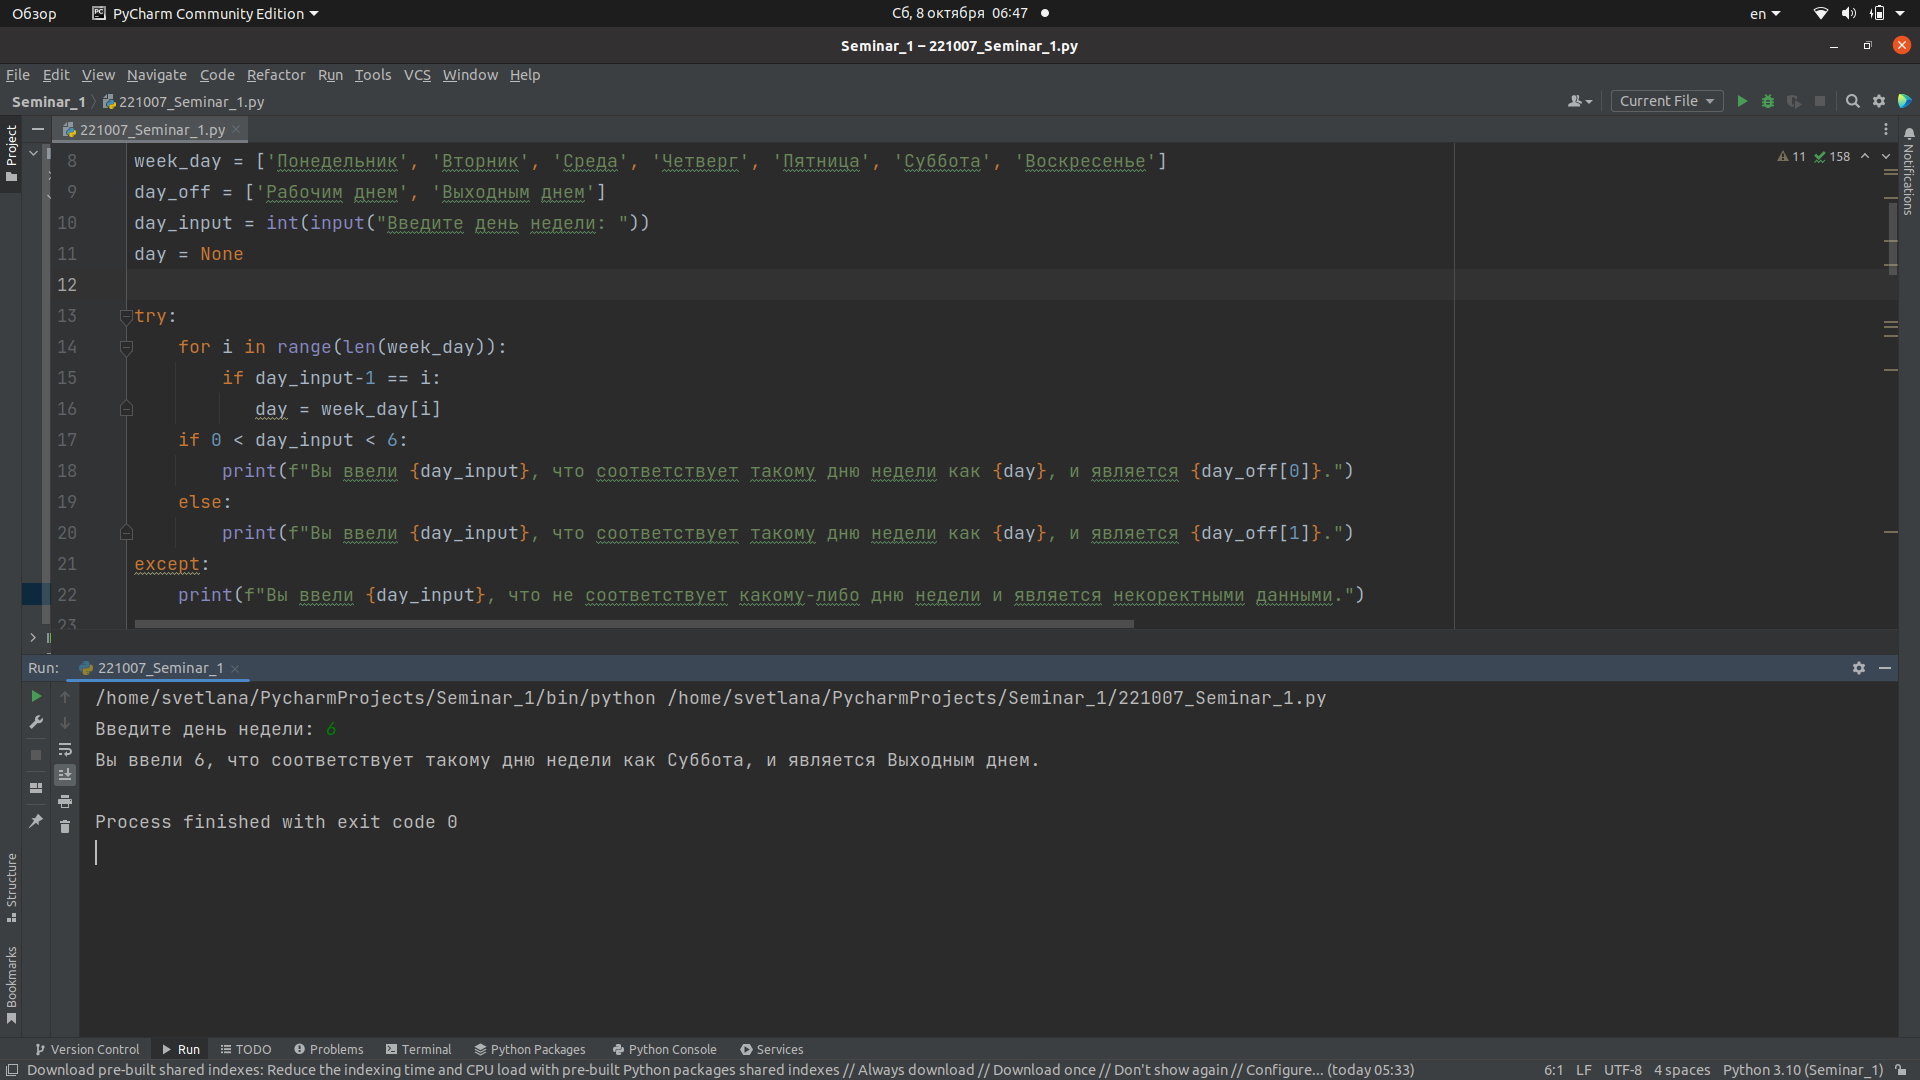 Обзор PyCharm Community Edition Сб, 8 октября 06:47 en
Seminar_1 – 221007_Seminar_1.py
File Edit View Navigate Code Refactor Run Tools VCS Window Help
Seminar_1 221007_Seminar_1.py Current File
221007_Seminar_1.py
Project
Notifications
11 158
8 week_day = ['Понедельник', 'Вторник', 'Среда', 'Четверг', 'Пятница', 'Суббота', 'Воскресенье']
9 day_off = ['Рабочим днем', 'Выходным днем']
10 day_input = int(input("Введите день недели: "))
11 day = None
12
13 try:
14 for i in range(len(week_day)):
15 if day_input-1 == i:
16 day = week_day[i]
17 if 0 < day_input < 6:
18 print(f"Вы ввели {day_input}, что соответствует такому дню недели как {day}, и является {day_off[0]}.")
19 else:
20 print(f"Вы ввели {day_input}, что соответствует такому дню недели как {day}, и является {day_off[1]}.")
21 except:
22 print(f"Вы ввели {day_input}, что не соответствует какому-либо дню недели и является некоректными данными.")
23
Run: 221007_Seminar_1
/home/svetlana/PycharmProjects/Seminar_1/bin/python /home/svetlana/PycharmProjects/Seminar_1/221007_Seminar_1.py
Введите день недели: 6
Вы ввели 6, что соответствует такому дню недели как Суббота, и является Выходным днем.
Process finished with exit code 0
Structure
Bookmarks
Version Control Run TODO Problems Terminal Python Packages Python Console Services
Download pre-built shared indexes: Reduce the indexing time and CPU load with pre-built Python packages shared indexes // Always download // Download once // Don't show again // Configure... (today 05:33) 6:1 LF UTF-8 4 spaces Python 3.10 (Seminar_1)